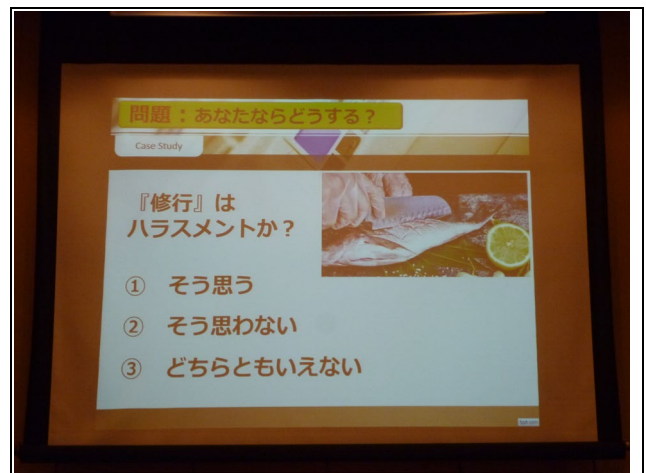 問題：あなたならどうする？
Case Study
『修行』は
ハラスメントか？
① そう思う
② そう思わない
③ どちらともいえない